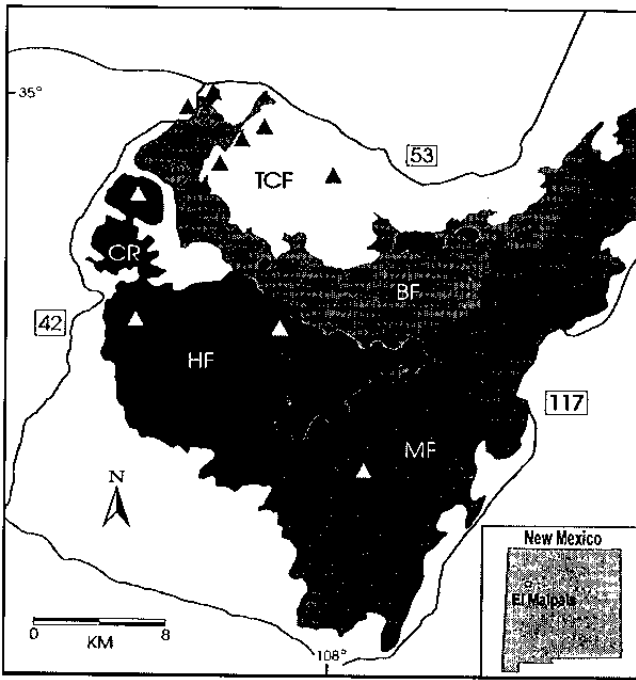 35°
53
TCF
CR
BF
42
HF
117
MF
N
New Mexico
El Malpais
0 8
KM
108°